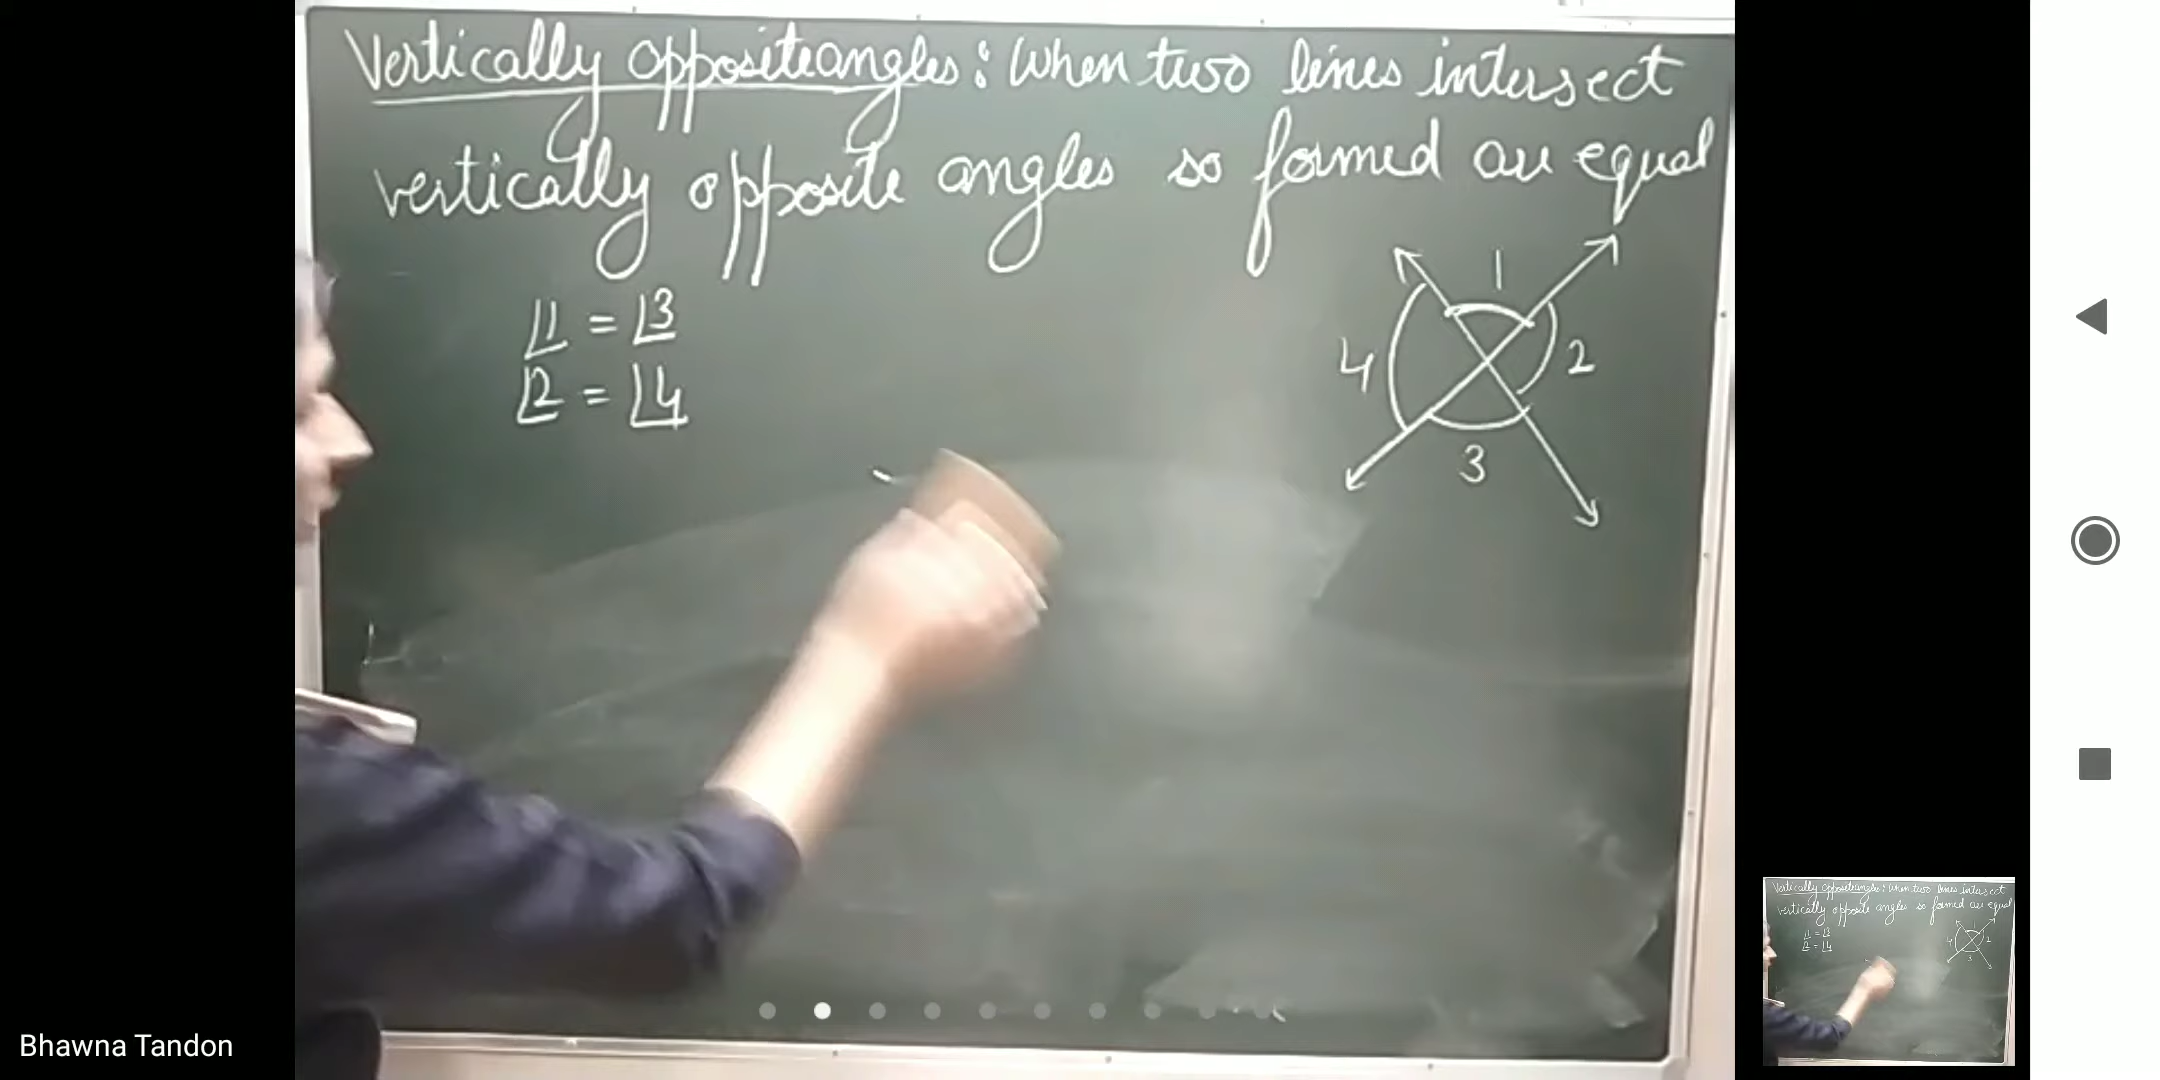 Vertically opposite angles : When two lines intersect
vertically opposite angles so formed are equal
∠1 = ∠3
∠2 = ∠4
1
2
3
4
Bhawna Tandon